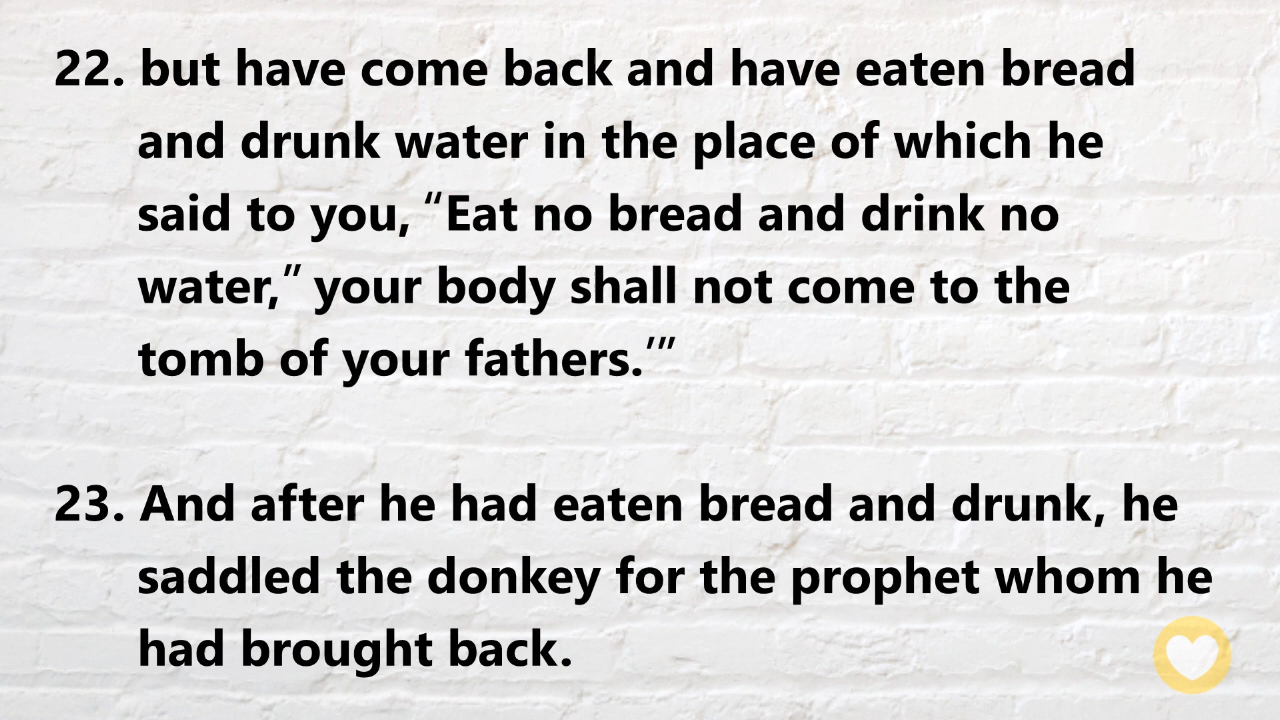 22. but have come back and have eaten bread
and drunk water in the place of which he
said to you, “Eat no bread and drink no
water,” your body shall not come to the
tomb of your fathers.’”
23. And after he had eaten bread and drunk, he
saddled the donkey for the prophet whom he
had brought back.